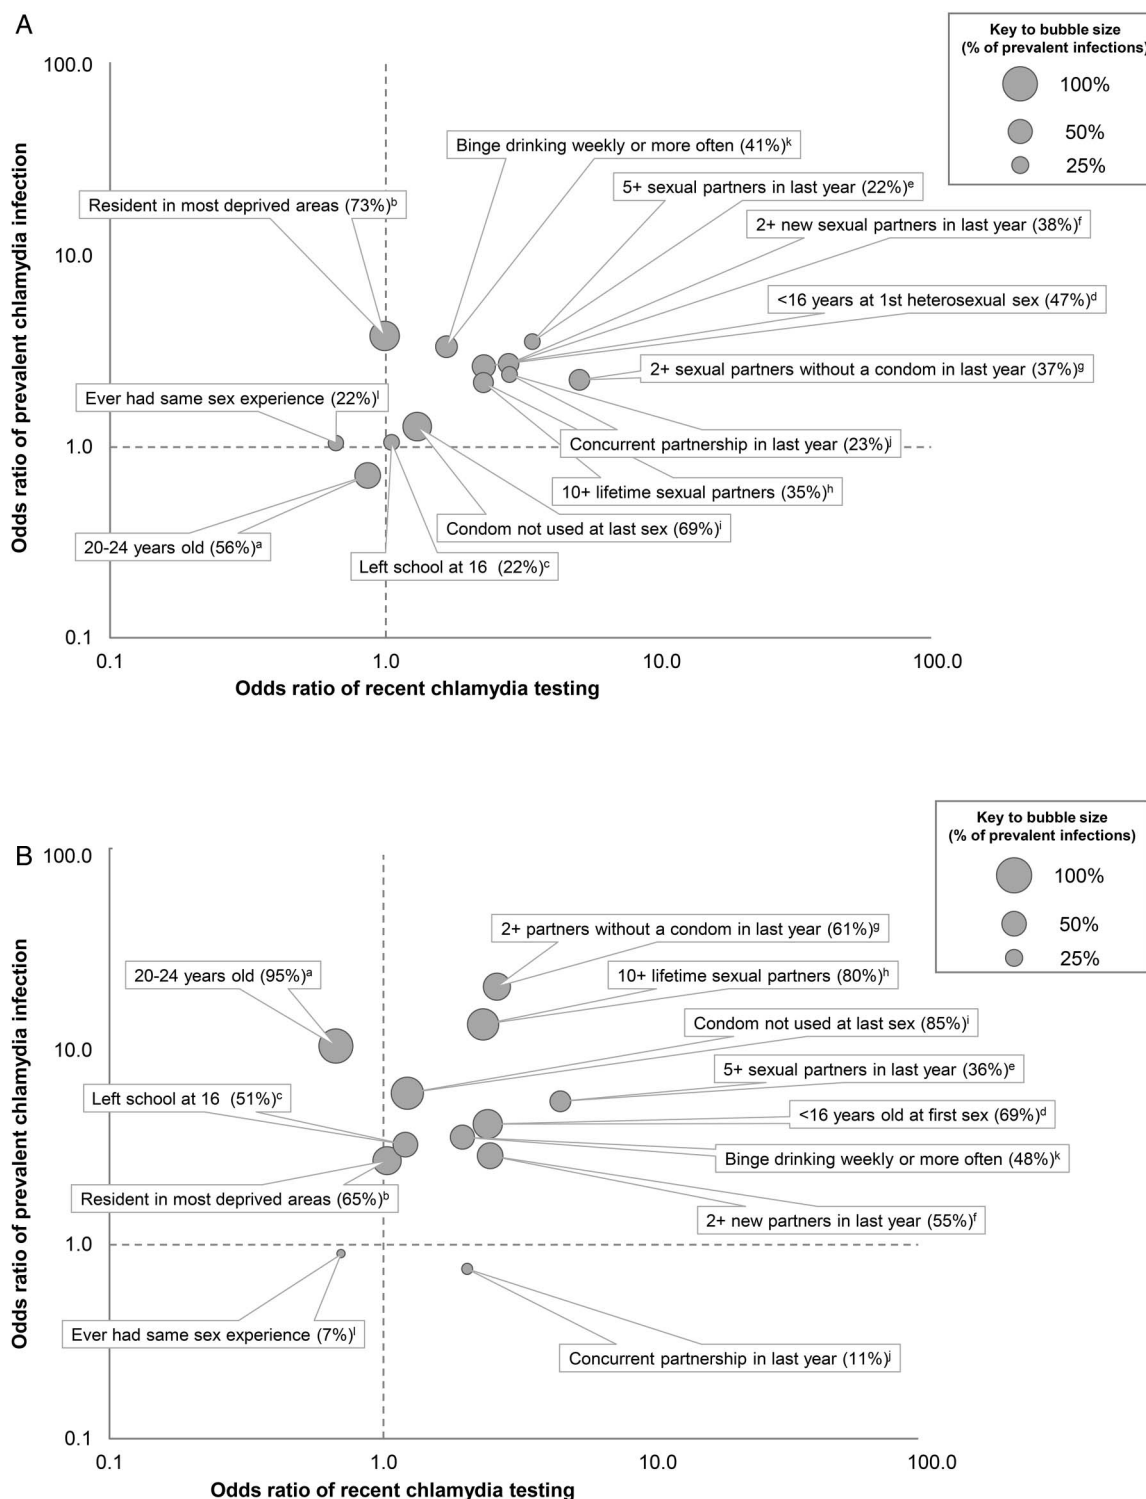 A
Key to bubble size
(% of prevalent infections)
100%
50%
25%
100.0
10.0
1.0
0.1
Odds ratio of prevalent chlamydia infection
Binge drinking weekly or more often (41%)k
5+ sexual partners in last year (22%)e
Resident in most deprived areas (73%)b
2+ new sexual partners in last year (38%)f
<16 years at 1st heterosexual sex (47%)d
2+ sexual partners without a condom in last year (37%)g
Ever had same sex experience (22%)l
Concurrent partnership in last year (23%)j
10+ lifetime sexual partners (35%)h
Condom not used at last sex (69%)i
20-24 years old (56%)a
Left school at 16 (22%)c
0.1
1.0
10.0
100.0
Odds ratio of recent chlamydia testing
B
Key to bubble size
(% of prevalent infections)
100%
50%
25%
100.0
10.0
1.0
0.1
Odds ratio of prevalent chlamydia infection
2+ partners without a condom in last year (61%)g
20-24 years old (95%)a
10+ lifetime sexual partners (80%)h
Condom not used at last sex (85%)i
5+ sexual partners in last year (36%)e
Left school at 16 (51%)c
<16 years old at first sex (69%)d
Binge drinking weekly or more often (48%)k
Resident in most deprived areas (65%)b
2+ new partners in last year (55%)f
Ever had same sex experience (7%)l
Concurrent partnership in last year (11%)j
0.1
1.0
10.0
100.0
Odds ratio of recent chlamydia testing